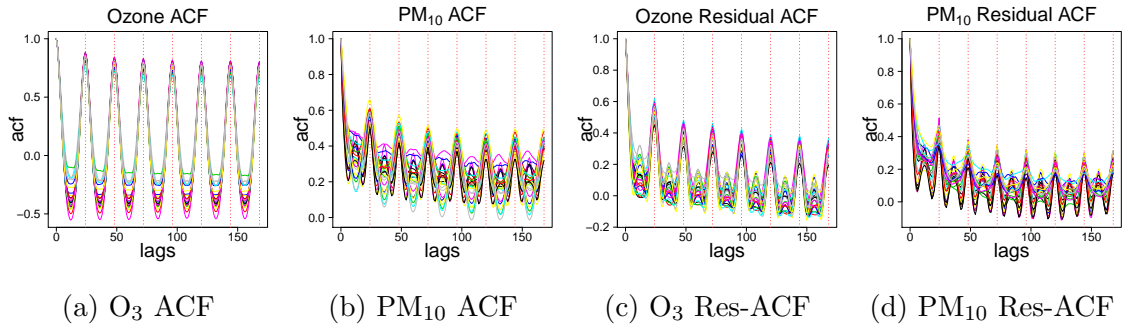 Ozone ACF
1.0
0.5
0.0
−0.5
acf
0 50 100 150
lags
PM₁₀ ACF
1.0
0.8
0.6
0.4
0.2
0.0
acf
0 50 100 150
lags
Ozone Residual ACF
1.0
0.8
0.6
0.4
0.2
0.0
−0.2
acf
0 50 100 150
lags
PM₁₀ Residual ACF
1.0
0.8
0.6
0.4
0.2
0.0
acf
0 50 100 150
lags
(a) O₃ ACF
(b) PM₁₀ ACF
(c) O₃ Res-ACF
(d) PM₁₀ Res-ACF